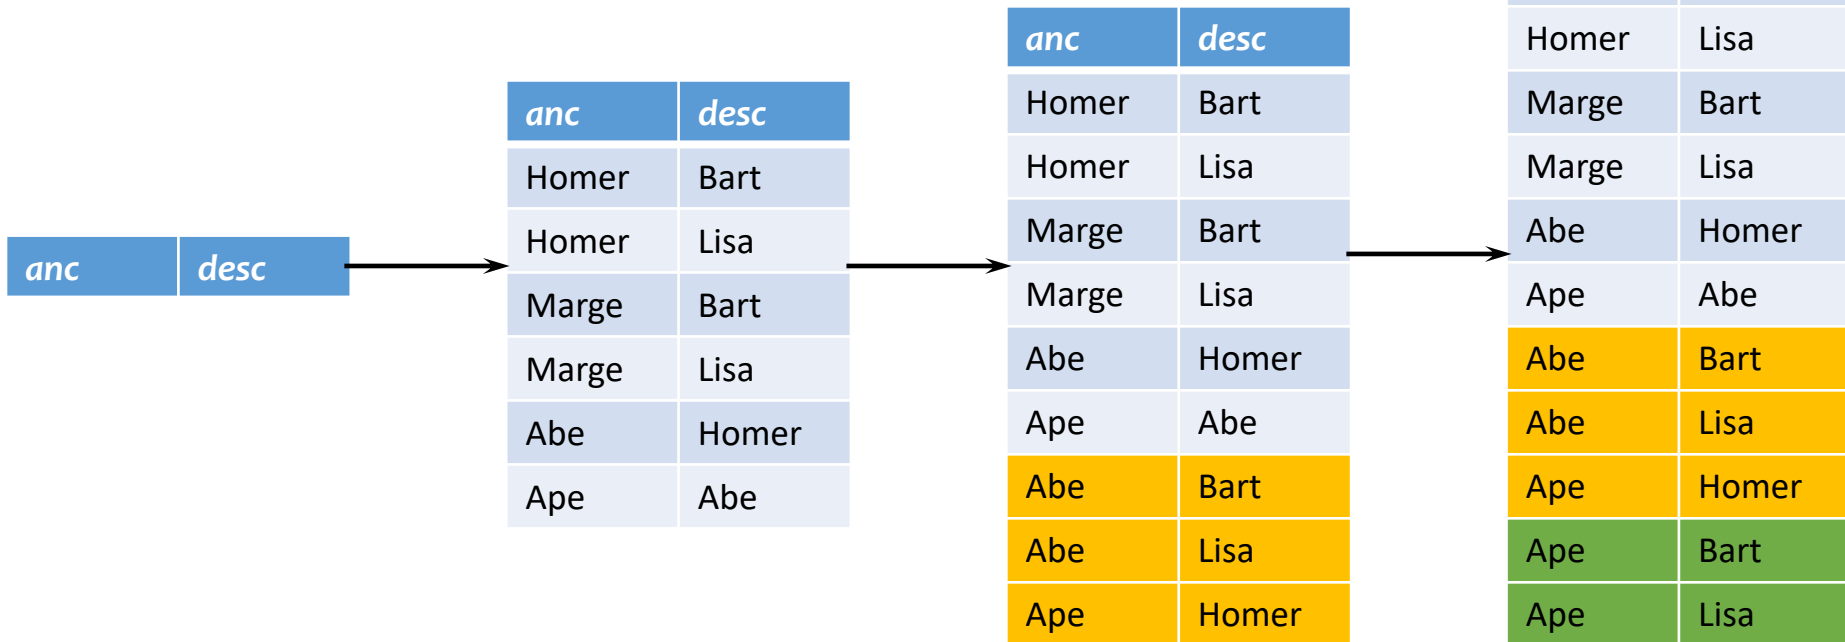 anc desc
anc desc
Homer Bart
Homer Lisa
Marge Bart
Marge Lisa
Abe Homer
Ape Abe
anc desc
Homer Bart
Homer Lisa
Marge Bart
Marge Lisa
Abe Homer
Ape Abe
Abe Bart
Abe Lisa
Ape Homer
Homer Lisa
Marge Bart
Marge Lisa
Abe Homer
Ape Abe
Abe Bart
Abe Lisa
Ape Homer
Ape Bart
Ape Lisa